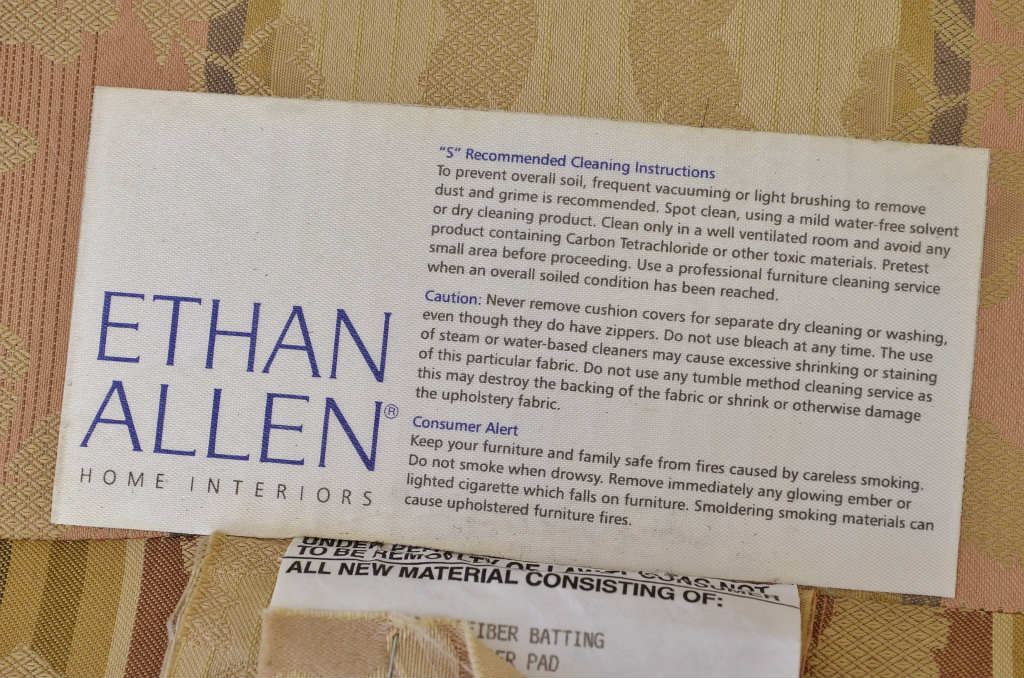 "S" Recommended Cleaning Instructions
To prevent overall soil, frequent vacuuming or light brushing to remove
dust and grime is recommended. Spot clean, using a mild water-free solvent
or dry cleaning product. Clean only in a well ventilated room and avoid any
product containing Carbon Tetrachloride or other toxic materials. Pretest
small area before proceeding. Use a professional furniture cleaning service
when an overall soiled condition has been reached.
Caution: Never remove cushion covers for separate dry cleaning or washing,
even though they do have zippers. Do not use bleach at any time. The use
of steam or water-based cleaners may cause excessive shrinking or staining
of this particular fabric. Do not use any tumble method cleaning service as
this may destroy the backing of the fabric or shrink or otherwise damage
the upholstery fabric.
Consumer Alert
Keep your furniture and family safe from fires caused by careless smoking.
Do not smoke when drowsy. Remove immediately any glowing ember or
lighted cigarette which falls on furniture. Smoldering smoking materials can
cause upholstered furniture fires.
ETHAN
ALLEN®
HOME INTERIORS
UNDER NOT
TO BE
ALL NEW MATERIAL CONSISTING OF:
FIBER BATTING
PAD